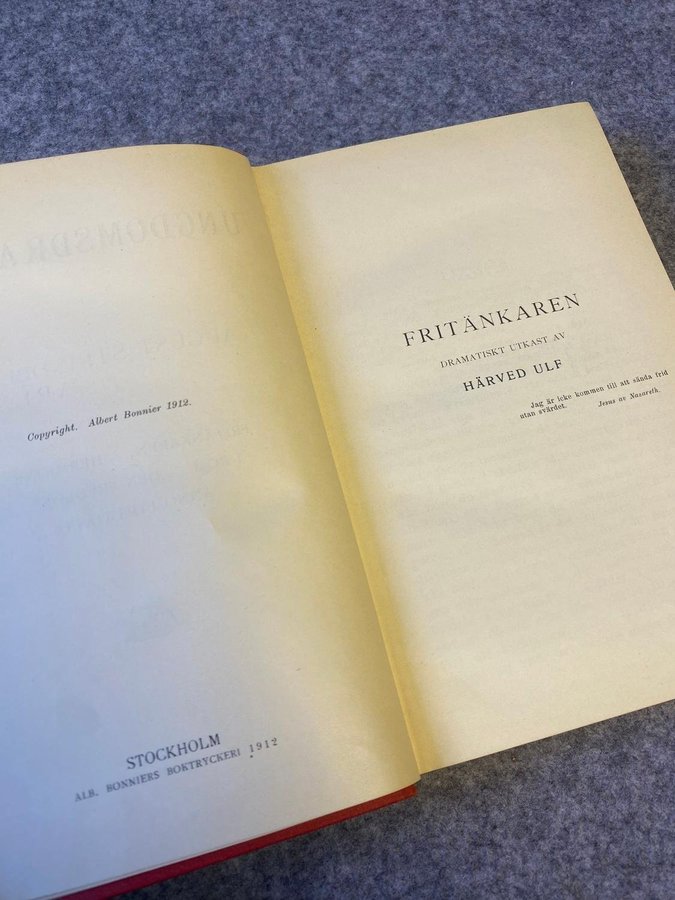 Copyright. Albert Bonnier 1912.
STOCKHOLM
ALB. BONNIERS BOKTRYCKERI 1912
FRITÄNKAREN
DRAMATISKT UTKAST AV
HÄRVED ULF
Jag är icke kommen till att sända frid
utan svärdet. Jesus av Nazareth.